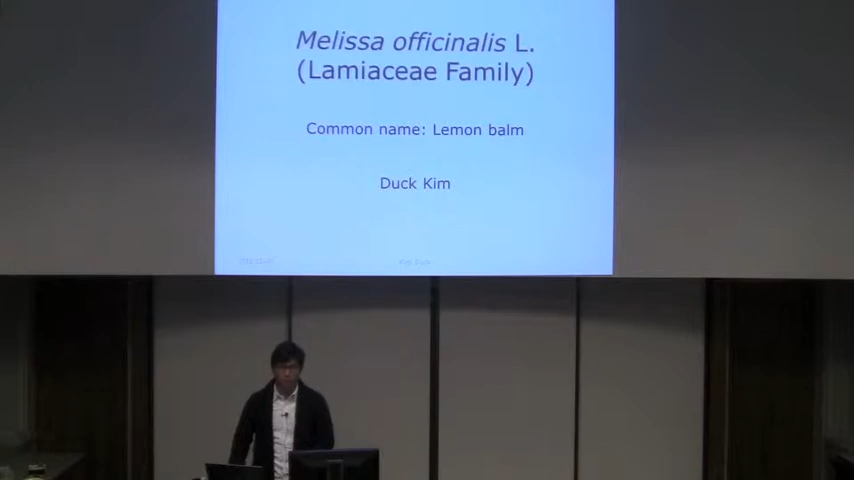 Melissa officinalis L.
(Lamiaceae Family)
Common name: Lemon balm
Duck Kim